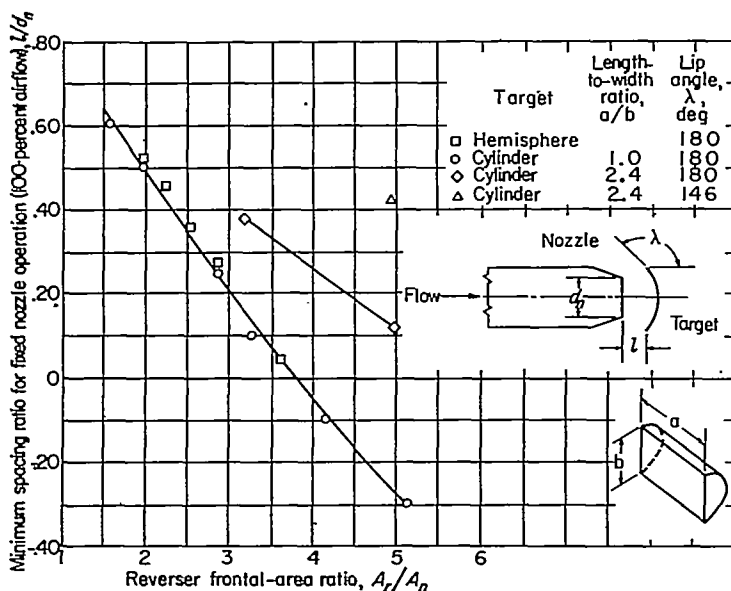 Minimum spacing ratio for fixed nozzle operation (100-percent airflow), l/dn
.80
.60
.40
.20
0
-.20
-.40
1 2 3 4 5 6
Reverser frontal-area ratio, Ar/An
Target Length-to-width ratio, a/b Lip angle, λ, deg
□ Hemisphere 180
○ Cylinder 1.0 180
◇ Cylinder 2.4 180
△ Cylinder 2.4 146
Nozzle λ
Flow dn
Target
l
a
b